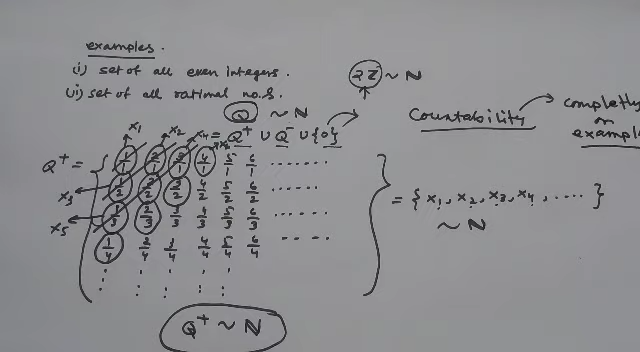 examples.
(i) set of all even integers.
(ii) set of all rational no.s.
2ℤ ~ ℕ
ℚ ~ ℕ
Countability
completely
on
example
= ℚ⁺ ∪ ℚ⁻ ∪ {0}
x₁ x₂ x₄
ℚ⁺ = { 1/1 2/1 3/1 4/1 5/1 6/1 ......
x₃ 1/2 2/2 3/2 4/2 5/2 6/2 ......
x₅ 1/3 2/3 3/3 4/3 5/3 6/3 ......
1/4 2/4 3/4 4/4 5/4 6/4 ......
} = { x₁, x₂, x₃, x₄, .... }
~ ℕ
ℚ⁺ ~ ℕ